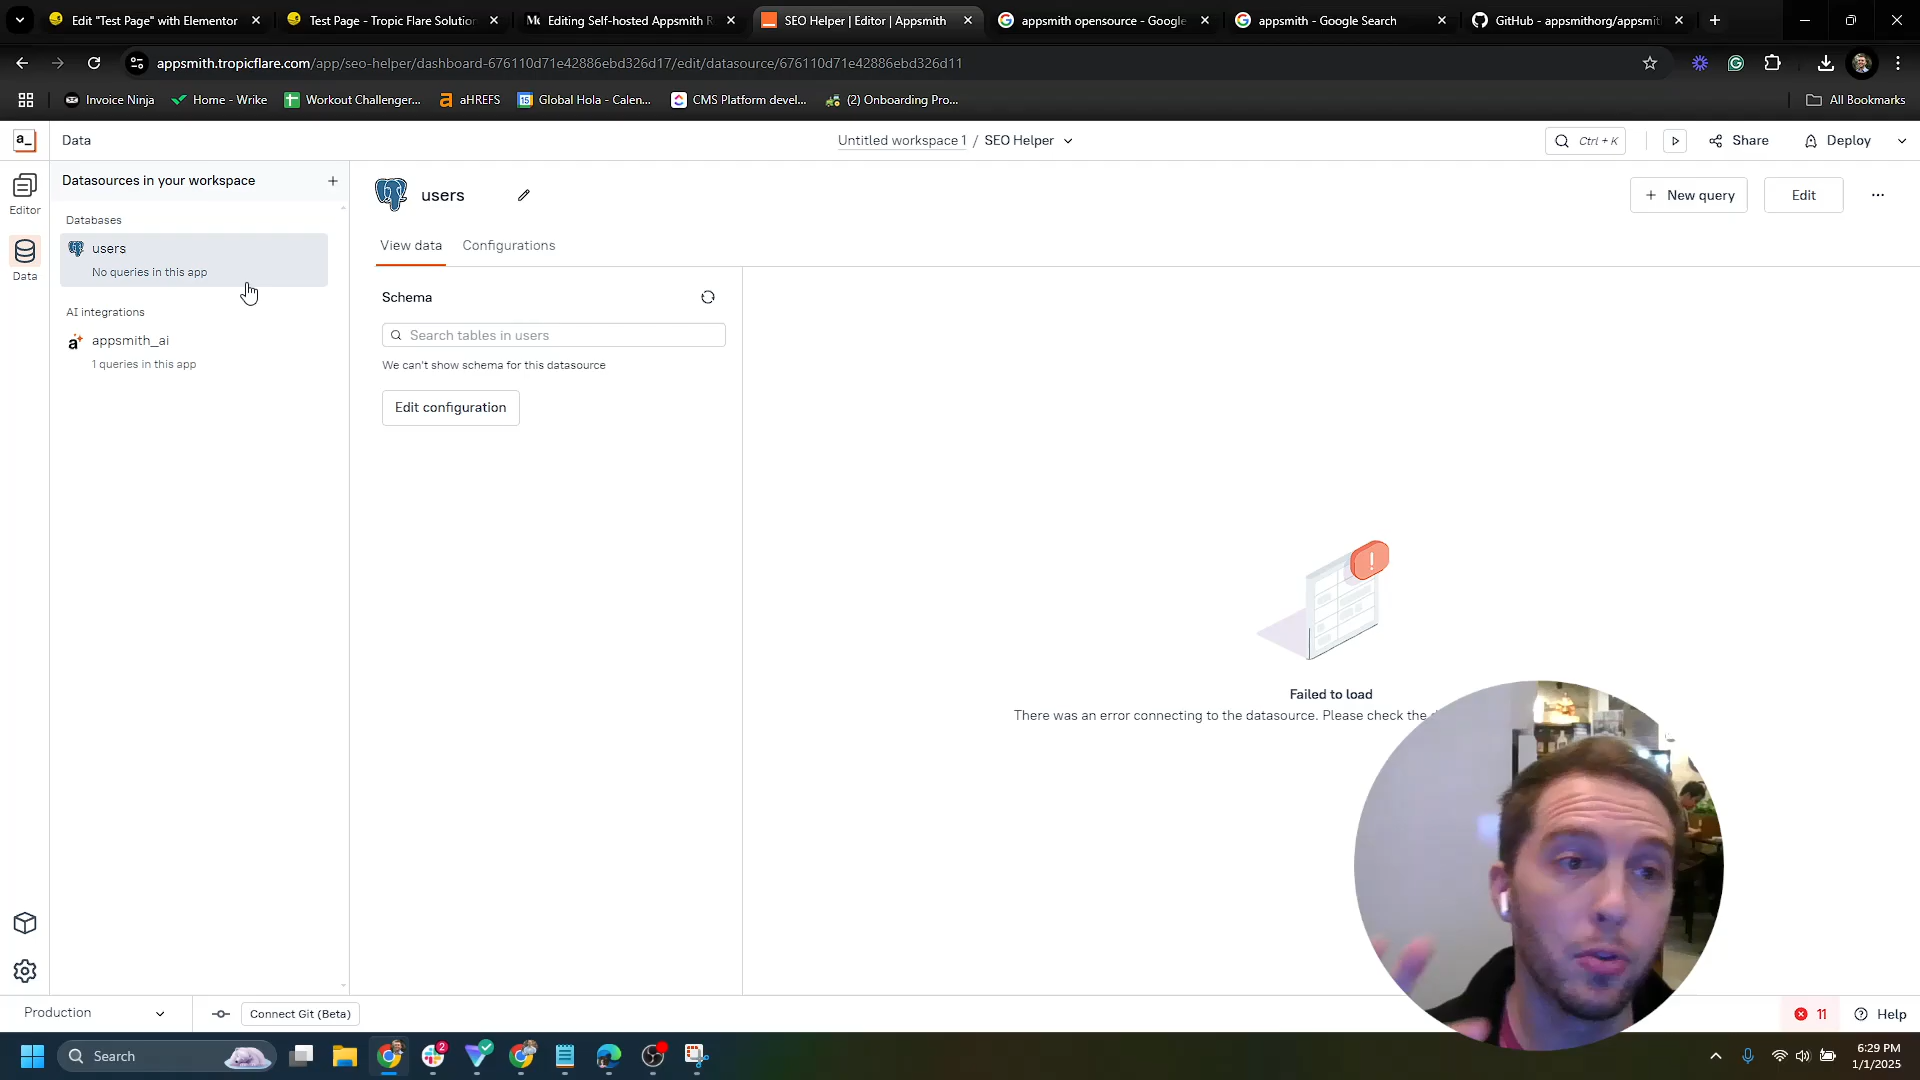 Edit "Test Page" with Elementor
Test Page - Tropic Flare Solution
Editing Self-hosted Appsmith R
SEO Helper | Editor | Appsmith
appsmith opensource - Google
appsmith - Google Search
GitHub - appsmithorg/appsmit
appsmith.tropicflare.com/app/seo-helper/dashboard-676110d71e42886ebd326d17/edit/datasource/676110d71e42886ebd326d11
Invoice Ninja
Home - Wrike
Workout Challenger...
aHREFS
Global Hola - Calen...
CMS Platform devel...
(2) Onboarding Pro...
All Bookmarks
a_
Data
Untitled workspace 1 / SEO Helper
Ctrl + K
Share
Deploy
Editor
Data
Datasources in your workspace
Databases
users
No queries in this app
AI integrations
appsmith_ai
1 queries in this app
users
New query
Edit
View data
Configurations
Schema
Search tables in users
We can't show schema for this datasource
Edit configuration
Failed to load
There was an error connecting to the datasource. Please check the
Production
Connect Git (Beta)
11
Help
Search
2
6:29 PM
1/1/2025